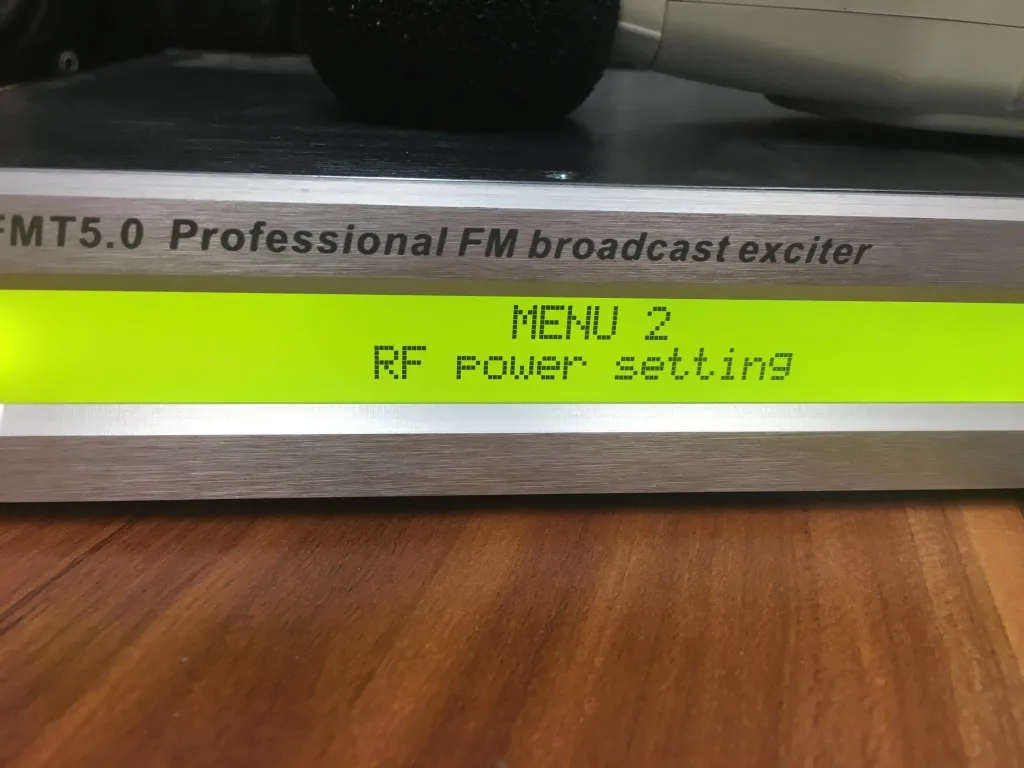 FMT5.0 Professional FM broadcast exciter
MENU 2
RF power setting